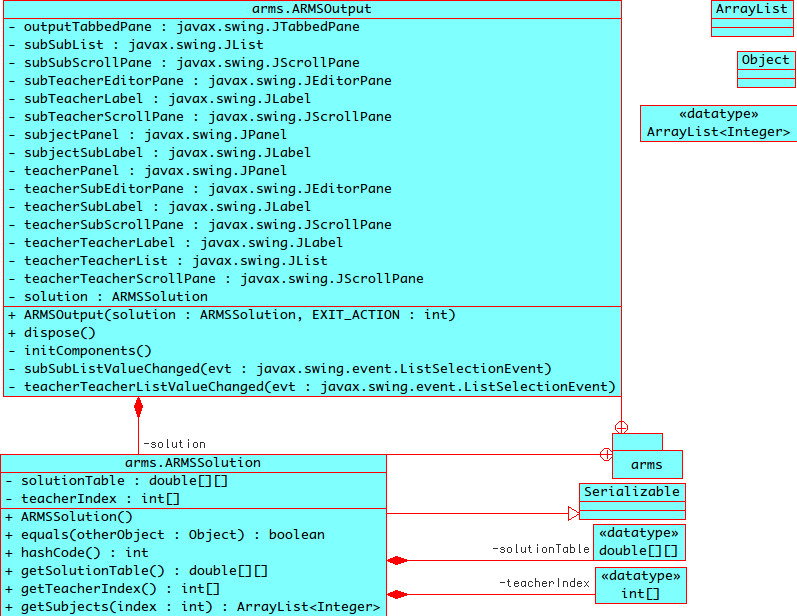 arms.ARMSOutput
- outputTabbedPane : javax.swing.JTabbedPane
- subSubList : javax.swing.JList
- subSubScrollPane : javax.swing.JScrollPane
- subTeacherEditorPane : javax.swing.JEditorPane
- subTeacherLabel : javax.swing.JLabel
- subTeacherScrollPane : javax.swing.JScrollPane
- subjectPanel : javax.swing.JPanel
- subjectSubLabel : javax.swing.JLabel
- teacherPanel : javax.swing.JPanel
- teacherSubEditorPane : javax.swing.JEditorPane
- teacherSubLabel : javax.swing.JLabel
- teacherSubScrollPane : javax.swing.JScrollPane
- teacherTeacherLabel : javax.swing.JLabel
- teacherTeacherList : javax.swing.JList
- teacherTeacherScrollPane : javax.swing.JScrollPane
- solution : ARMSSolution
+ ARMSOutput(solution : ARMSSolution, EXIT_ACTION : int)
+ dispose()
- initComponents()
- subSubListValueChanged(evt : javax.swing.event.ListSelectionEvent)
- teacherTeacherListValueChanged(evt : javax.swing.event.ListSelectionEvent)
ArrayList
Object
«datatype»
ArrayList<Integer>
-solution
arms
arms.ARMSSolution
- solutionTable : double[][]
- teacherIndex : int[]
+ ARMSSolution()
+ equals(otherObject : Object) : boolean
+ hashCode() : int
+ getSolutionTable() : double[][]
+ getTeacherIndex() : int[]
+ getSubjects(index : int) : ArrayList<Integer>
Serializable
-solutionTable
«datatype»
double[][]
-teacherIndex
«datatype»
int[]